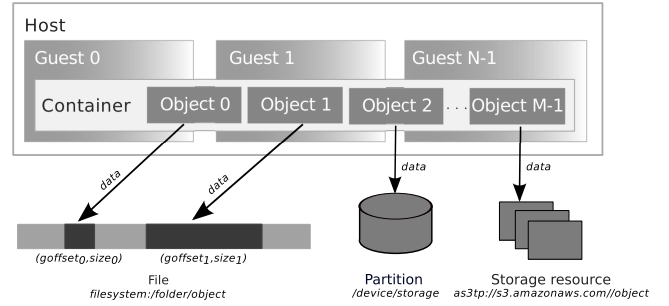 Host
Guest 0
Guest 1
Guest N-1
Container
Object 0
Object 1
Object 2
...
Object M-1
data
data
data
data
(goffset0,size0)
(goffset1,size1)
File
filesystem:/folder/object
Partition
/device/storage
Storage resource
as3tp://s3.amazonaws.com//object